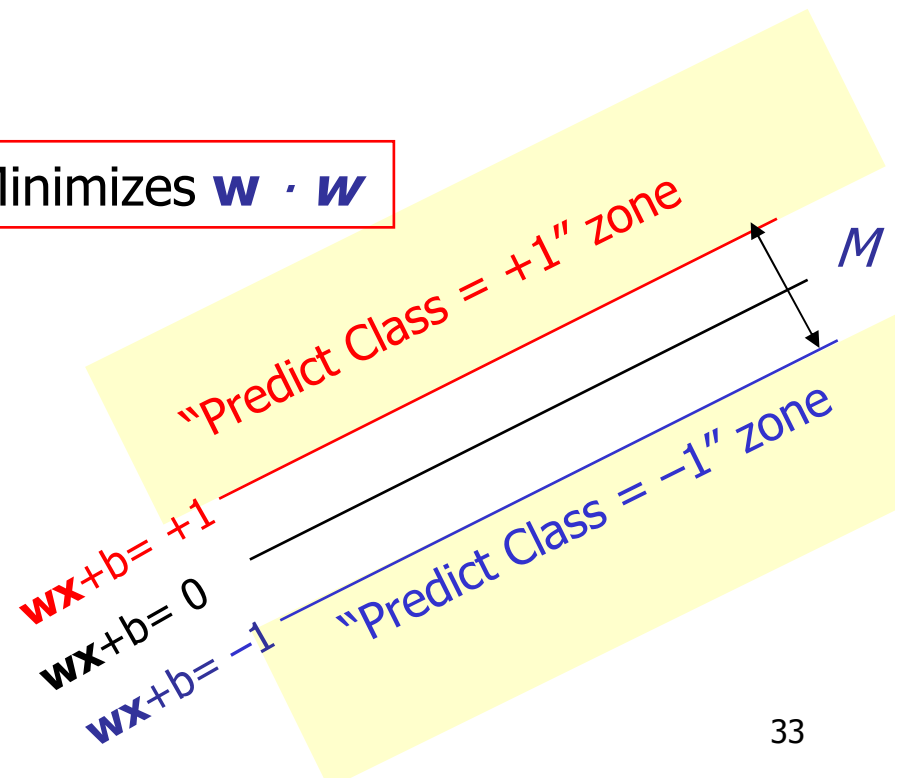 inimizes w · w
M
“Predict Class = +1” zone
“Predict Class = −1” zone
wx+b= +1
wx+b= 0
wx+b= −1
33